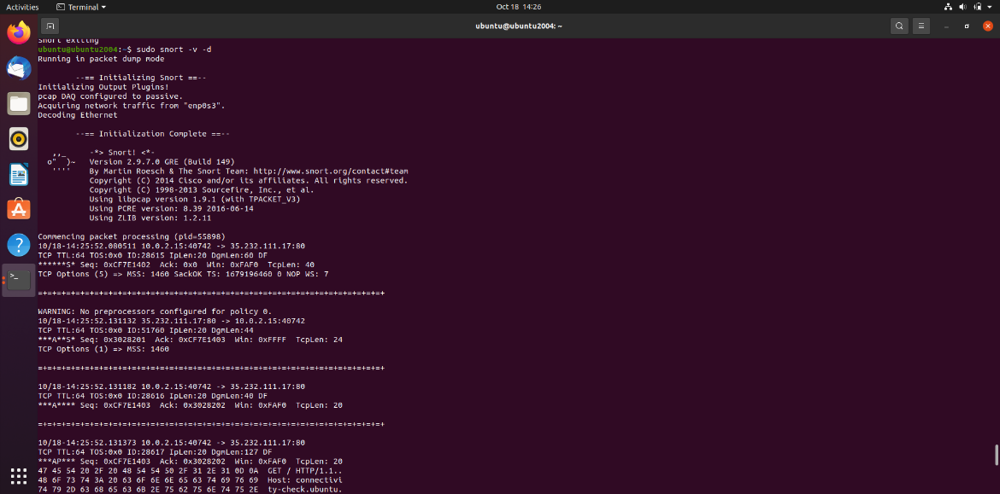 Activities
Terminal
Oct 18 14:26
ubuntu@ubuntu2004: ~
Snort exiting
ubuntu@ubuntu2004:~$ sudo snort -v -d
Running in packet dump mode
--== Initializing Snort ==--
Initializing Output Plugins!
pcap DAQ configured to passive.
Acquiring network traffic from "enp0s3".
Decoding Ethernet
--== Initialization Complete ==--
,,_ -*> Snort! <*-
o" )~ Version 2.9.7.0 GRE (Build 149)
'''' By Martin Roesch & The Snort Team: http://www.snort.org/contact#team
Copyright (C) 2014 Cisco and/or its affiliates. All rights reserved.
Copyright (C) 1998-2013 Sourcefire, Inc., et al.
Using libpcap version 1.9.1 (with TPACKET_V3)
Using PCRE version: 8.39 2016-06-14
Using ZLIB version: 1.2.11
Commencing packet processing (pid=55898)
10/18-14:25:52.080511 10.0.2.15:40742 -> 35.232.111.17:80
TCP TTL:64 TOS:0x0 ID:28615 IpLen:20 DgmLen:60 DF
******S* Seq: 0xCF7E1402 Ack: 0x0 Win: 0xFAF0 TcpLen: 40
TCP Options (5) => MSS: 1460 SackOK TS: 1679196460 0 NOP WS: 7
=+=+=+=+=+=+=+=+=+=+=+=+=+=+=+=+=+=+=+=+=+=+=+=+=+=+=+=+=+=+=+=+=+=+=+=+=+
WARNING: No preprocessors configured for policy 0.
10/18-14:25:52.131132 35.232.111.17:80 -> 10.0.2.15:40742
TCP TTL:64 TOS:0x0 ID:51760 IpLen:20 DgmLen:44
***A**S* Seq: 0x3028201 Ack: 0xCF7E1403 Win: 0xFFFF TcpLen: 24
TCP Options (1) => MSS: 1460
=+=+=+=+=+=+=+=+=+=+=+=+=+=+=+=+=+=+=+=+=+=+=+=+=+=+=+=+=+=+=+=+=+=+=+=+=+
10/18-14:25:52.131182 10.0.2.15:40742 -> 35.232.111.17:80
TCP TTL:64 TOS:0x0 ID:28616 IpLen:20 DgmLen:40 DF
***A**** Seq: 0xCF7E1403 Ack: 0x3028202 Win: 0xFAF0 TcpLen: 20
=+=+=+=+=+=+=+=+=+=+=+=+=+=+=+=+=+=+=+=+=+=+=+=+=+=+=+=+=+=+=+=+=+=+=+=+=+
10/18-14:25:52.131373 10.0.2.15:40742 -> 35.232.111.17:80
TCP TTL:64 TOS:0x0 ID:28617 IpLen:20 DgmLen:127 DF
***AP*** Seq: 0xCF7E1403 Ack: 0x3028202 Win: 0xFAF0 TcpLen: 20
47 45 54 20 2F 20 48 54 54 50 2F 31 2E 31 0D 0A GET / HTTP/1.1..
48 6F 73 74 3A 20 63 6F 6E 6E 65 63 74 69 76 69 Host: connectivi
74 79 2D 63 68 65 63 6B 2E 75 62 75 6E 74 75 2E ty-check.ubuntu.